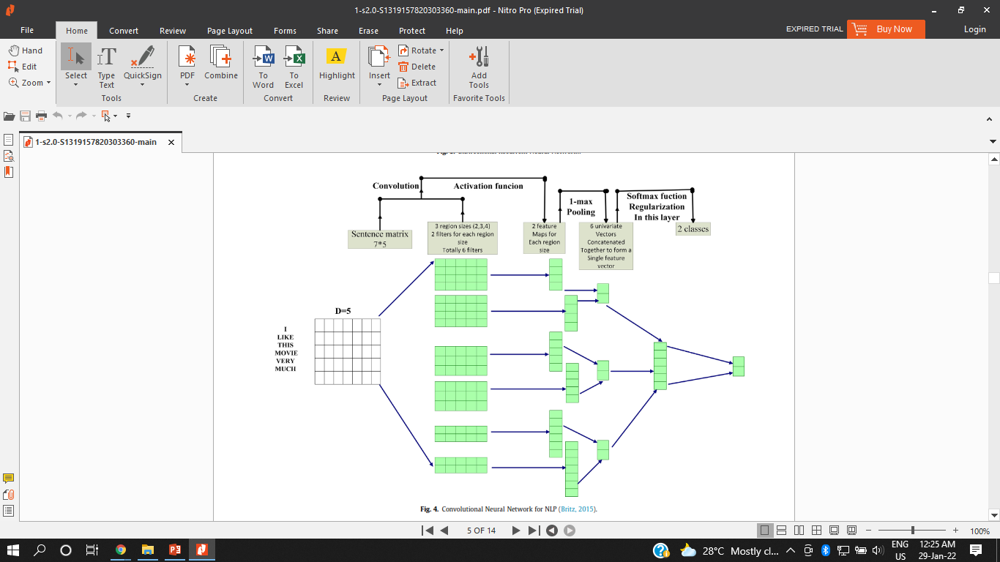 1-s2.0-S1319157820303360-main.pdf - Nitro Pro (Expired Trial)
File Home Convert Review Page Layout Forms Share Erase Protect Help EXPIRED TRIAL Buy Now Login
Hand
Edit
Zoom
Select
Type Text
QuickSign
Tools
PDF
Combine
Create
To Word
To Excel
Convert
Highlight
Review
Insert
Rotate
Delete
Extract
Page Layout
Add Tools
Favorite Tools
1-s2.0-S1319157820303360-main
Convolution
Activation funcion
1-max
Pooling
Softmax fuction
Regularization
In this layer
Sentence matrix
7*5
3 region sizes (2,3,4)
2 filters for each region
size
Totally 6 filters
2 feature
Maps for
Each region
size
6 univariate
Vectors
Concatenated
Together to form a
Single feature
vector
2 classes
D=5
I
LIKE
THIS
MOVIE
VERY
MUCH
Fig. 4. Convolutional Neural Network for NLP (Britz, 2015).
5 OF 14
100%
28°C Mostly cl...
ENG
US
12:25 AM
29-Jan-22